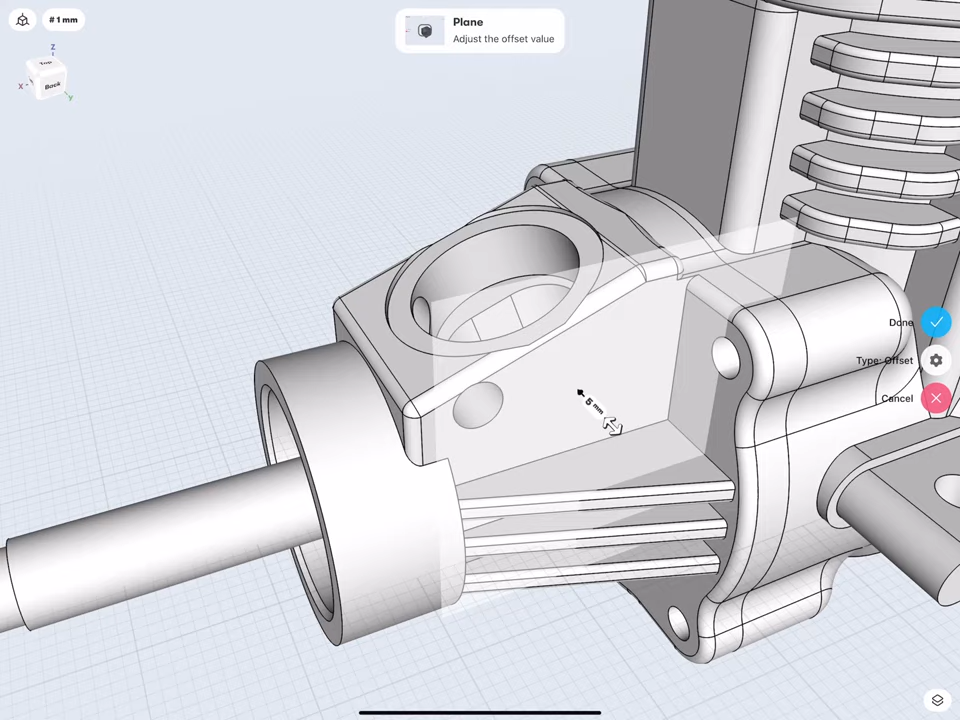 # 1 mm
Plane
Adjust the offset value
Z
Top
X
Back
Y
5 mm
Done
Type: Offset
Cancel